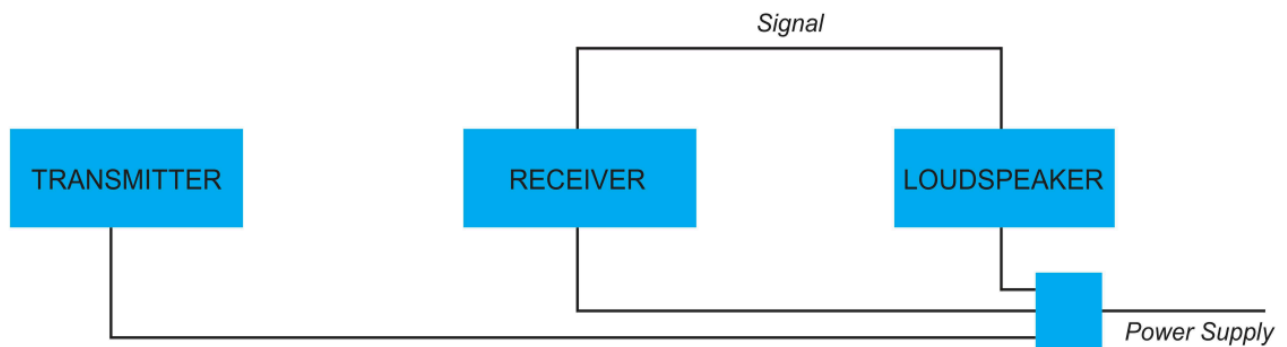 Signal
TRANSMITTER
RECEIVER
LOUDSPEAKER
Power Supply